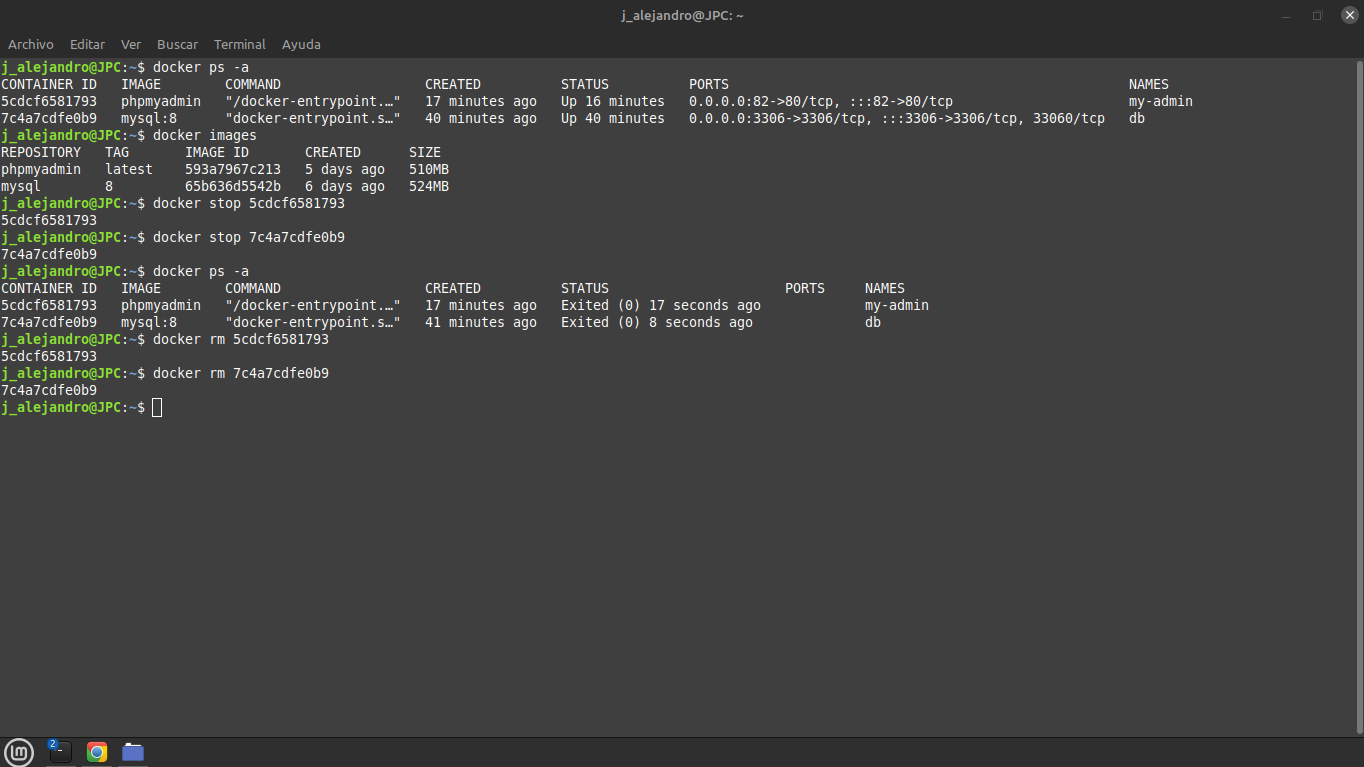 j_alejandro@JPC: ~
Archivo Editar Ver Buscar Terminal Ayuda
j_alejandro@JPC:~$ docker ps -a
CONTAINER ID   IMAGE        COMMAND                  CREATED          STATUS          PORTS                                                  NAMES
5cdcf6581793   phpmyadmin   "/docker-entrypoint.…"   17 minutes ago   Up 16 minutes   0.0.0.0:82->80/tcp, :::82->80/tcp                      my-admin
7c4a7cdfe0b9   mysql:8      "docker-entrypoint.s…"   40 minutes ago   Up 40 minutes   0.0.0.0:3306->3306/tcp, :::3306->3306/tcp, 33060/tcp   db
j_alejandro@JPC:~$ docker images
REPOSITORY   TAG       IMAGE ID       CREATED      SIZE
phpmyadmin   latest    593a7967c213   5 days ago   510MB
mysql        8         65b636d5542b   6 days ago   524MB
j_alejandro@JPC:~$ docker stop 5cdcf6581793
5cdcf6581793
j_alejandro@JPC:~$ docker stop 7c4a7cdfe0b9
7c4a7cdfe0b9
j_alejandro@JPC:~$ docker ps -a
CONTAINER ID   IMAGE        COMMAND                  CREATED          STATUS                      PORTS     NAMES
5cdcf6581793   phpmyadmin   "/docker-entrypoint.…"   17 minutes ago   Exited (0) 17 seconds ago             my-admin
7c4a7cdfe0b9   mysql:8      "docker-entrypoint.s…"   41 minutes ago   Exited (0) 8 seconds ago              db
j_alejandro@JPC:~$ docker rm 5cdcf6581793
5cdcf6581793
j_alejandro@JPC:~$ docker rm 7c4a7cdfe0b9
7c4a7cdfe0b9
j_alejandro@JPC:~$
2